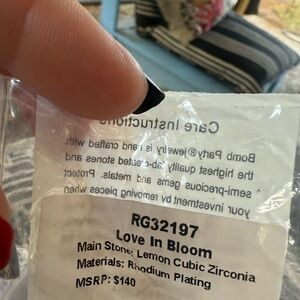 Care Instructions
Bomb Party® jewelry is hand crafted with
the highest quality lab-created stones and
semi-precious gems and metals. Protect
your investment by removing pieces when
RG32197
Love In Bloom
Main Stone: Lemon Cubic Zirconia
Materials: Rhodium Plating
MSRP: $140